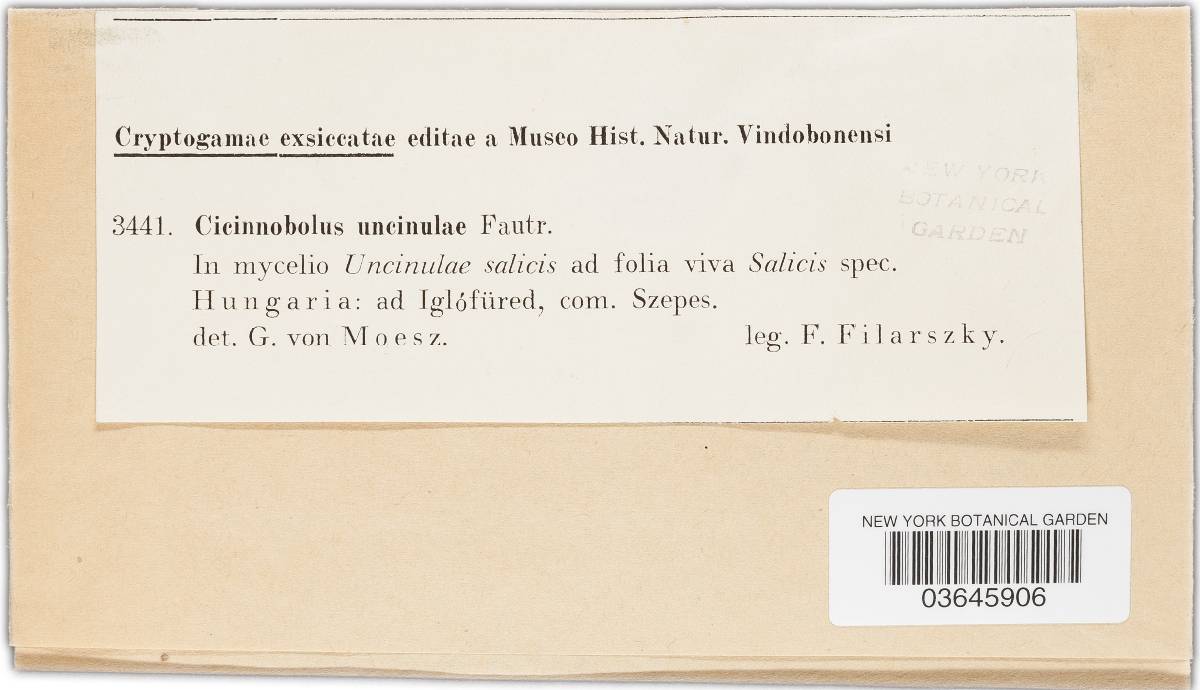 Cryptogamae exsiccatae editae a Museo Hist. Natur. Vindobonensi
NEW YORK
BOTANICAL
GARDEN
3441. Cicinnobolus uncinulae Fautr.
In mycelio Uncinulae salicis ad folia viva Salicis spec.
Hungaria: ad Iglófüred, com. Szepes.
det. G. von Moesz. leg. F. Filarszky.
NEW YORK BOTANICAL GARDEN
03645906